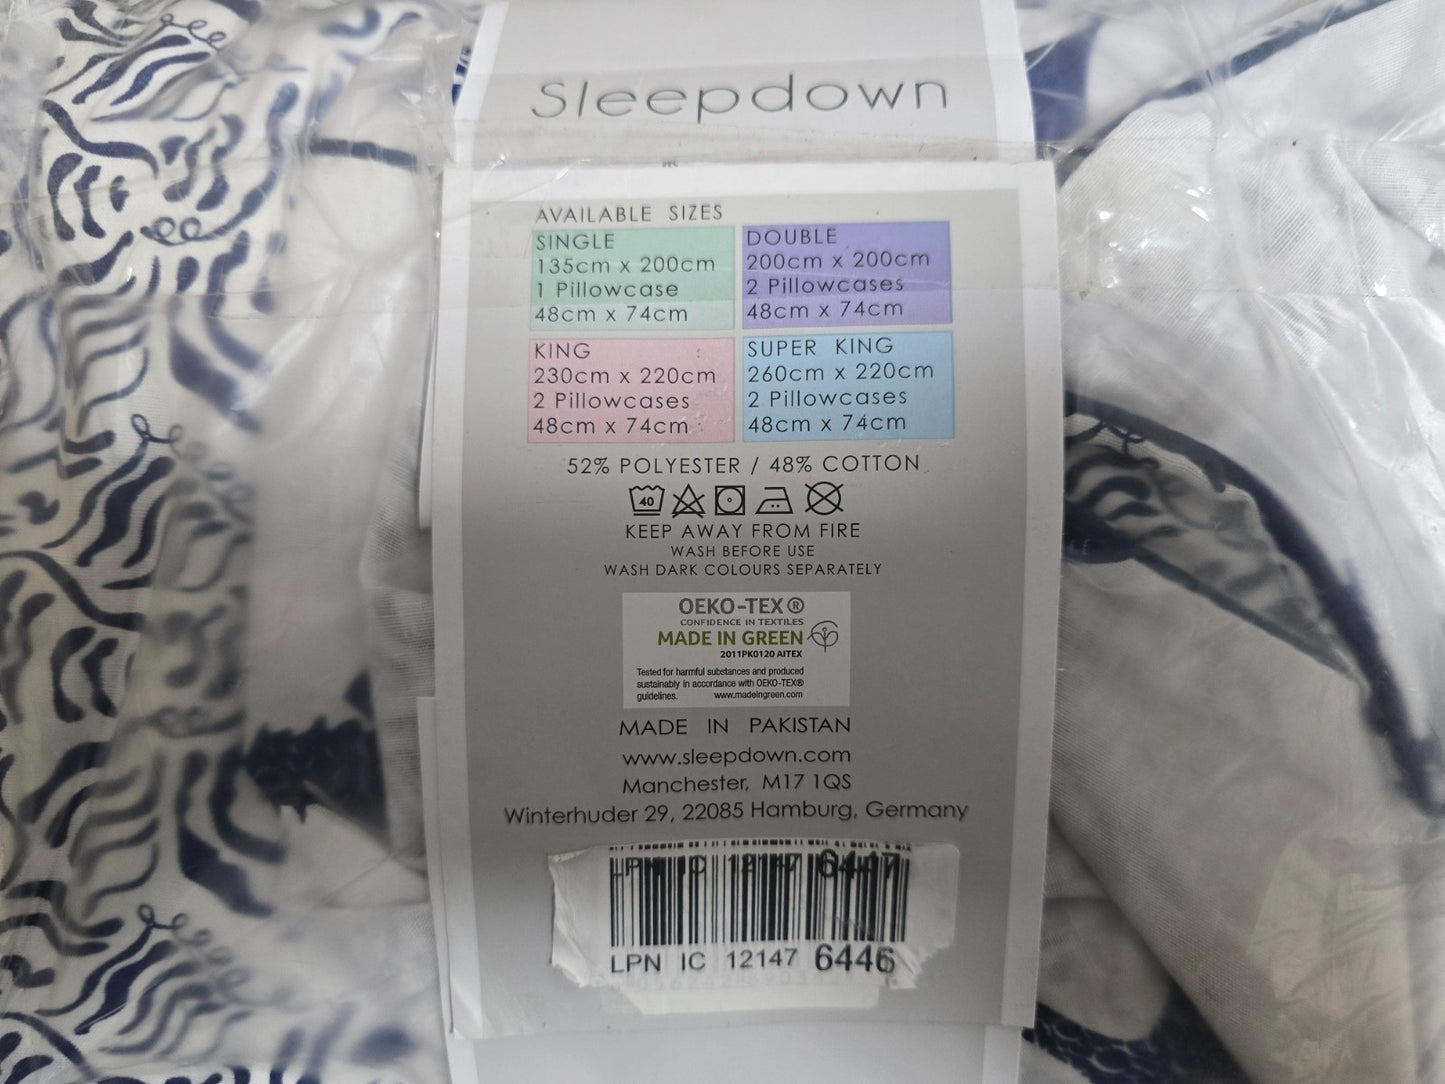 Sleepdown
AVAILABLE SIZES
SINGLE
135cm x 200cm
1 Pillowcase
48cm x 74cm
DOUBLE
200cm x 200cm
2 Pillowcases
48cm x 74cm
KING
230cm x 220cm
2 Pillowcases
48cm x 74cm
SUPER KING
260cm x 220cm
2 Pillowcases
48cm x 74cm
52% POLYESTER / 48% COTTON
40
KEEP AWAY FROM FIRE
WASH BEFORE USE
WASH DARK COLOURS SEPARATELY
OEKO-TEX®
CONFIDENCE IN TEXTILES
MADE IN GREEN
2011PK0120 AITEX
Tested for harmful substances and produced
sustainably in accordance with OEKO-TEX®
guidelines. www.madeingreen.com
MADE IN PAKISTAN
www.sleepdown.com
Manchester, M17 1QS
Winterhuder 29, 22085 Hamburg, Germany
LPN IC 12147 6447
LPN IC 12147 6446